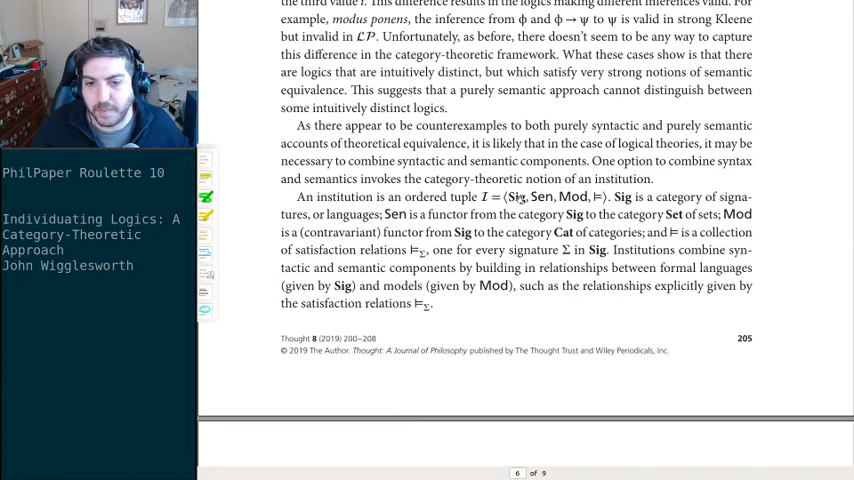 PhilPaper Roulette 10
Individuating Logics: A
Category-Theoretic
Approach
John Wigglesworth
the third value i. This difference results in the logics making different inferences valid. For
example, modus ponens, the inference from ϕ and ϕ → ψ to ψ is valid in strong Kleene
but invalid in ℒ𝒫. Unfortunately, as before, there doesn't seem to be any way to capture
this difference in the category-theoretic framework. What these cases show is that there
are logics that are intuitively distinct, but which satisfy very strong notions of semantic
equivalence. This suggests that a purely semantic approach cannot distinguish between
some intuitively distinct logics.
As there appear to be counterexamples to both purely syntactic and purely semantic
accounts of theoretical equivalence, it is likely that in the case of logical theories, it may be
necessary to combine syntactic and semantic components. One option to combine syntax
and semantics invokes the category-theoretic notion of an institution.
An institution is an ordered tuple ℐ = ⟨Sig, Sen, Mod, ⊨⟩. Sig is a category of signa-
tures, or languages; Sen is a functor from the category Sig to the category Set of sets; Mod
is a (contravariant) functor from Sig to the category Cat of categories; and ⊨ is a collection
of satisfaction relations ⊨Σ, one for every signature Σ in Sig. Institutions combine syn-
tactic and semantic components by building in relationships between formal languages
(given by Sig) and models (given by Mod), such as the relationships explicitly given by
the satisfaction relations ⊨Σ.
Thought 8 (2019) 200–208 205
© 2019 The Author. Thought: A Journal of Philosophy published by The Thought Trust and Wiley Periodicals, Inc.
6 of 9